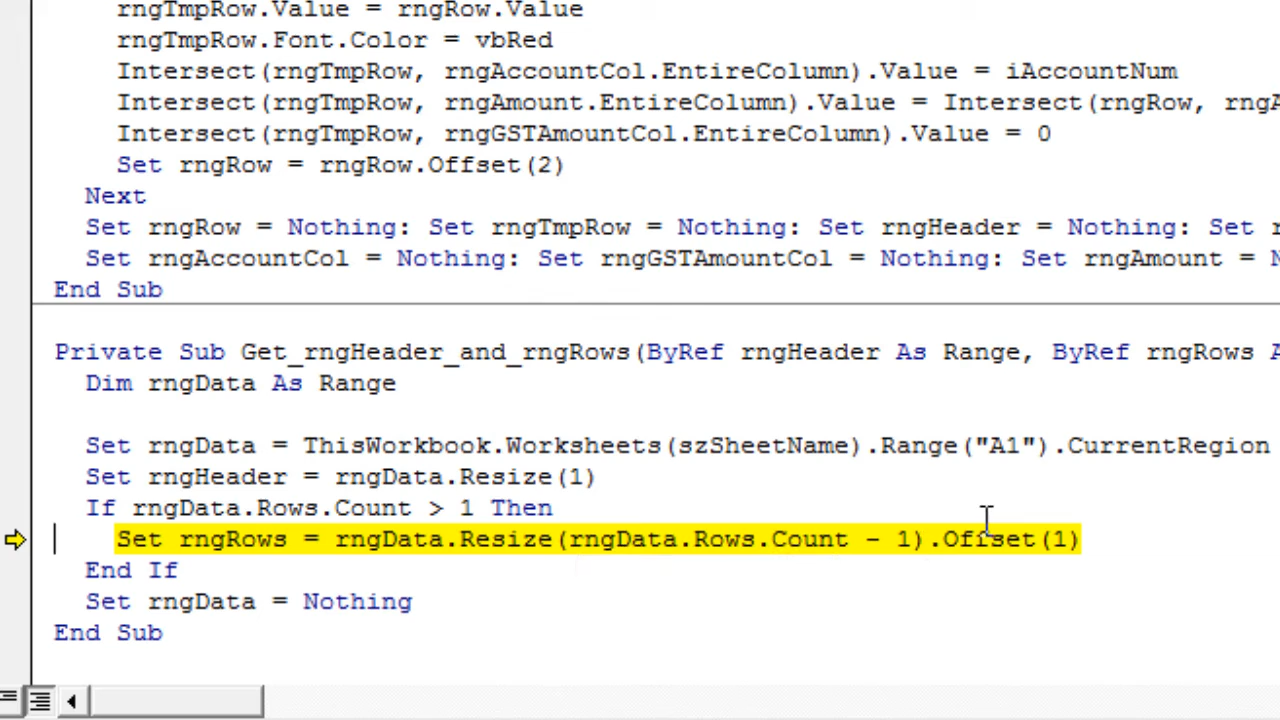 rngTmpRow.Value = rngRow.Value
rngTmpRow.Font.Color = vbRed
Intersect(rngTmpRow, rngAccountCol.EntireColumn).Value = iAccountNum
Intersect(rngTmpRow, rngAmount.EntireColumn).Value = Intersect(rngRow, rngA
Intersect(rngTmpRow, rngGSTAmountCol.EntireColumn).Value = 0
Set rngRow = rngRow.Offset(2)
Next
Set rngRow = Nothing: Set rngTmpRow = Nothing: Set rngHeader = Nothing: Set r
Set rngAccountCol = Nothing: Set rngGSTAmountCol = Nothing: Set rngAmount = N
End Sub
Private Sub Get_rngHeader_and_rngRows(ByRef rngHeader As Range, ByRef rngRows A
Dim rngData As Range
Set rngData = ThisWorkbook.Worksheets(szSheetName).Range("A1").CurrentRegion
Set rngHeader = rngData.Resize(1)
If rngData.Rows.Count > 1 Then
Set rngRows = rngData.Resize(rngData.Rows.Count - 1).Offset(1)
End If
Set rngData = Nothing
End Sub